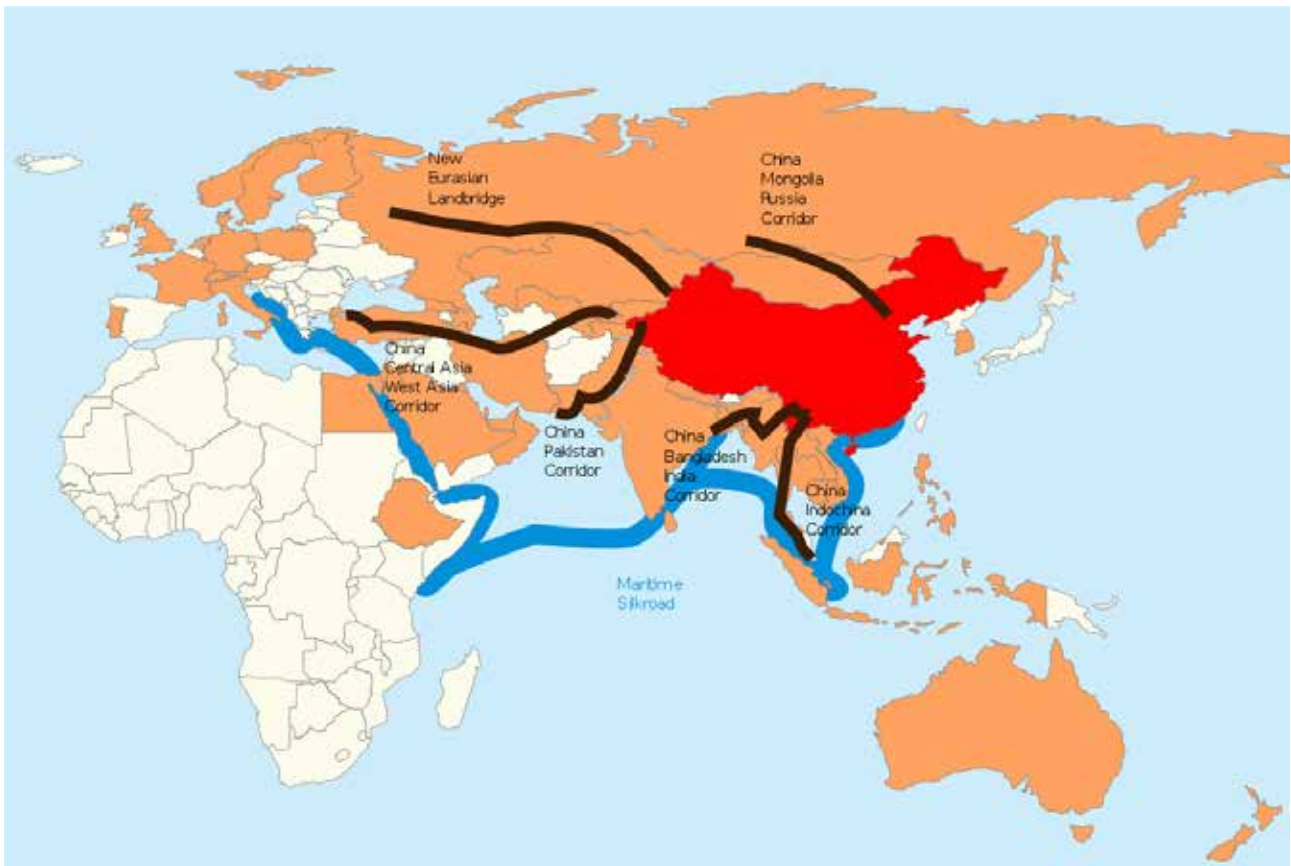 New
Eurasian
Landbridge
China
Mongolia
Russia
Corridor
China
Central Asia
West Asia
Corridor
China
Pakistan
Corridor
China
Bangladesh
India
Corridor
China
Indochina
Corridor
Maritime
Silkroad